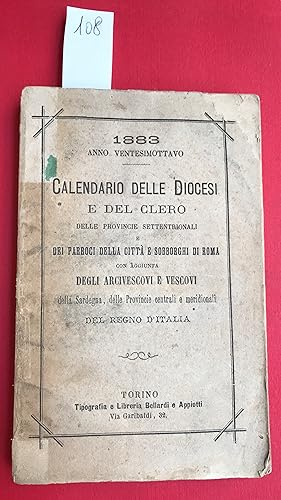 108
1883
ANNO VENTESIMOTTAVO
CALENDARIO DELLE DIOCESI
E DEL CLERO
DELLE PROVINCIE SETTENTRIONALI
E
DEI PARROCI DELLA CITTÀ E SOBBORGHI DI ROMA
CON AGGIUNTA
DEGLI ARCIVESCOVI E VESCOVI
della Sardegna, delle Provincie centrali e meridionali
DEL REGNO D'ITALIA
TORINO
Tipografia e Libreria Bellardi e Appiotti
Via Garibaldi, 32.